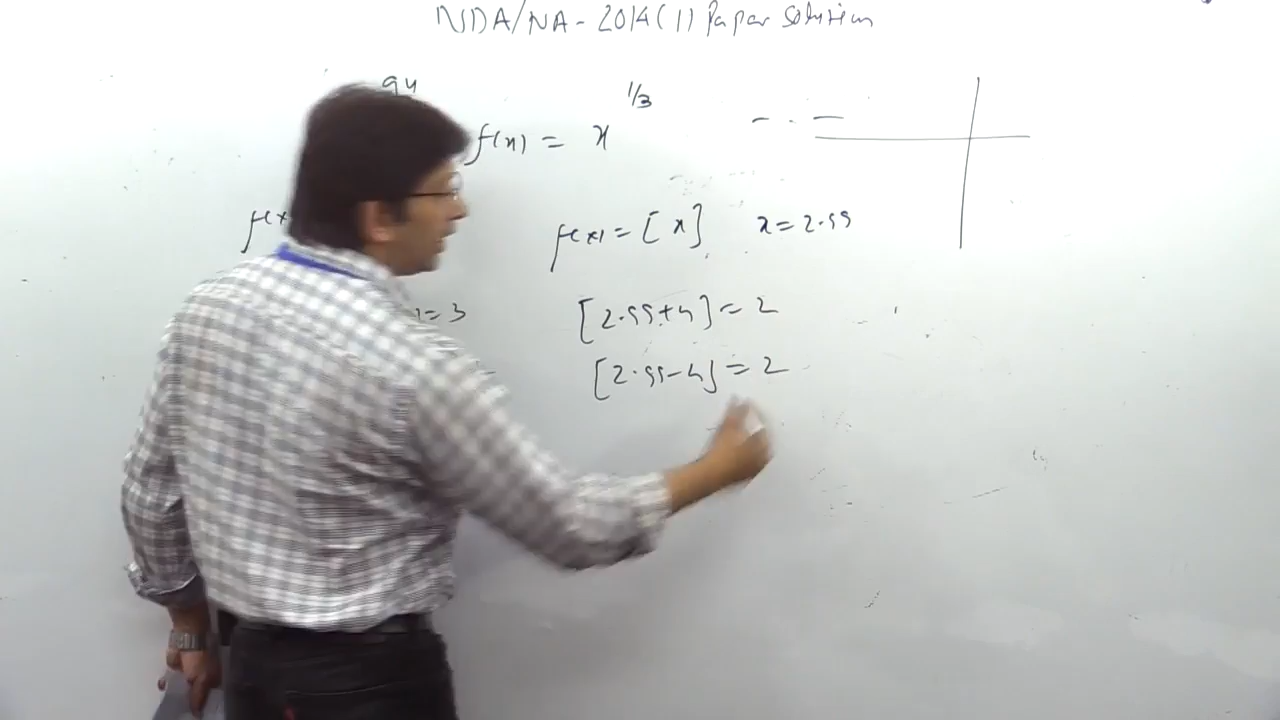 NDA/NA-2014(1) Paper Solution
94
f(x) = x^1/3
f(x) = [x] x = 2.99
= 3
[2.99+h] = 2
[2.99-h] = 2